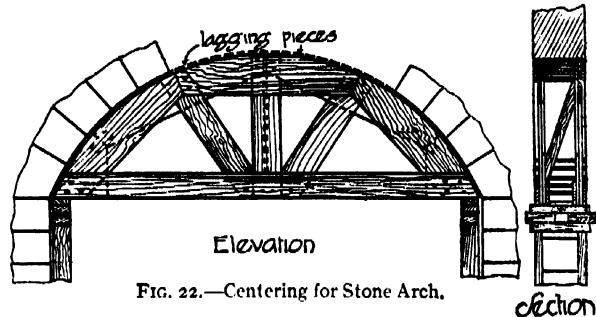 lagging pieces
Elevation
FIG. 22.—Centering for Stone Arch.
Section